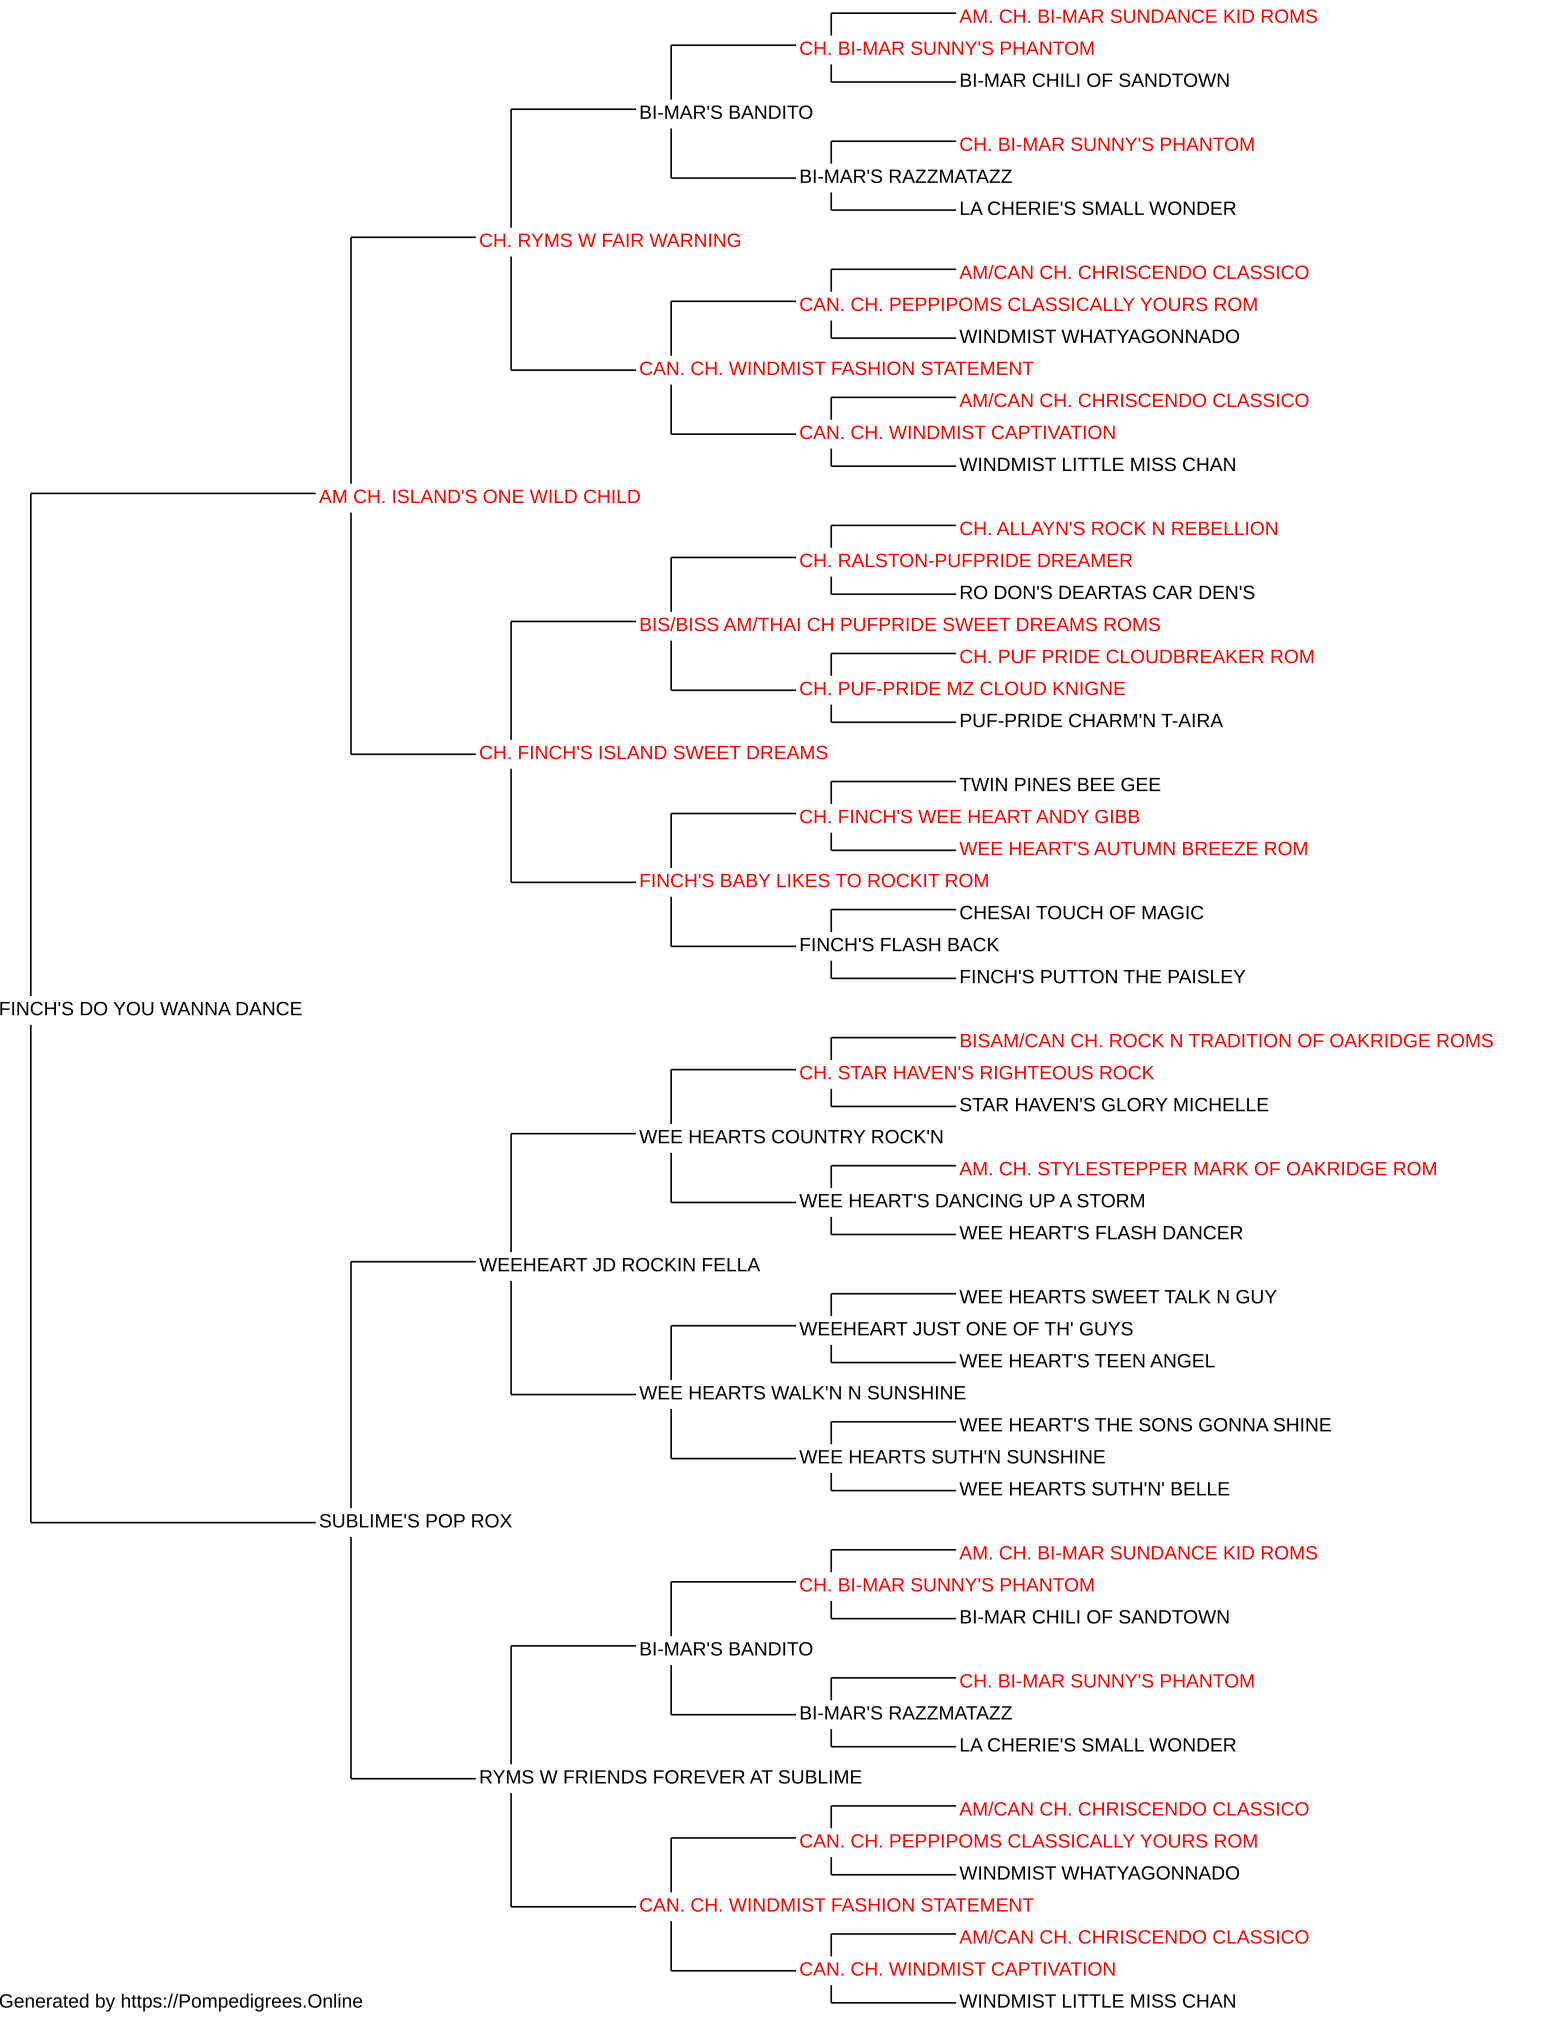 AM. CH. BI-MAR SUNDANCE KID ROMS
CH. BI-MAR SUNNY'S PHANTOM
BI-MAR CHILI OF SANDTOWN
BI-MAR'S BANDITO
CH. BI-MAR SUNNY'S PHANTOM
BI-MAR'S RAZZMATAZZ
LA CHERIE'S SMALL WONDER
CH. RYMS W FAIR WARNING
AM/CAN CH. CHRISCENDO CLASSICO
CAN. CH. PEPPIPOMS CLASSICALLY YOURS ROM
WINDMIST WHATYAGONNADO
CAN. CH. WINDMIST FASHION STATEMENT
AM/CAN CH. CHRISCENDO CLASSICO
CAN. CH. WINDMIST CAPTIVATION
WINDMIST LITTLE MISS CHAN
AM CH. ISLAND'S ONE WILD CHILD
CH. ALLAYN'S ROCK N REBELLION
CH. RALSTON-PUFPRIDE DREAMER
RO DON'S DEARTAS CAR DEN'S
BIS/BISS AM/THAI CH PUFPRIDE SWEET DREAMS ROMS
CH. PUF PRIDE CLOUDBREAKER ROM
CH. PUF-PRIDE MZ CLOUD KNIGNE
PUF-PRIDE CHARM'N T-AIRA
CH. FINCH'S ISLAND SWEET DREAMS
TWIN PINES BEE GEE
CH. FINCH'S WEE HEART ANDY GIBB
WEE HEART'S AUTUMN BREEZE ROM
FINCH'S BABY LIKES TO ROCKIT ROM
CHESAI TOUCH OF MAGIC
FINCH'S FLASH BACK
FINCH'S PUTTON THE PAISLEY
FINCH'S DO YOU WANNA DANCE
BISAM/CAN CH. ROCK N TRADITION OF OAKRIDGE ROMS
CH. STAR HAVEN'S RIGHTEOUS ROCK
STAR HAVEN'S GLORY MICHELLE
WEE HEARTS COUNTRY ROCK'N
AM. CH. STYLESTEPPER MARK OF OAKRIDGE ROM
WEE HEART'S DANCING UP A STORM
WEE HEART'S FLASH DANCER
WEEHEART JD ROCKIN FELLA
WEE HEARTS SWEET TALK N GUY
WEEHEART JUST ONE OF TH' GUYS
WEE HEART'S TEEN ANGEL
WEE HEARTS WALK'N N SUNSHINE
WEE HEART'S THE SONS GONNA SHINE
WEE HEARTS SUTH'N SUNSHINE
WEE HEARTS SUTH'N' BELLE
SUBLIME'S POP ROX
AM. CH. BI-MAR SUNDANCE KID ROMS
CH. BI-MAR SUNNY'S PHANTOM
BI-MAR CHILI OF SANDTOWN
BI-MAR'S BANDITO
CH. BI-MAR SUNNY'S PHANTOM
BI-MAR'S RAZZMATAZZ
LA CHERIE'S SMALL WONDER
RYMS W FRIENDS FOREVER AT SUBLIME
AM/CAN CH. CHRISCENDO CLASSICO
CAN. CH. PEPPIPOMS CLASSICALLY YOURS ROM
WINDMIST WHATYAGONNADO
CAN. CH. WINDMIST FASHION STATEMENT
AM/CAN CH. CHRISCENDO CLASSICO
CAN. CH. WINDMIST CAPTIVATION
WINDMIST LITTLE MISS CHAN
Generated by https://Pompedigrees.Online